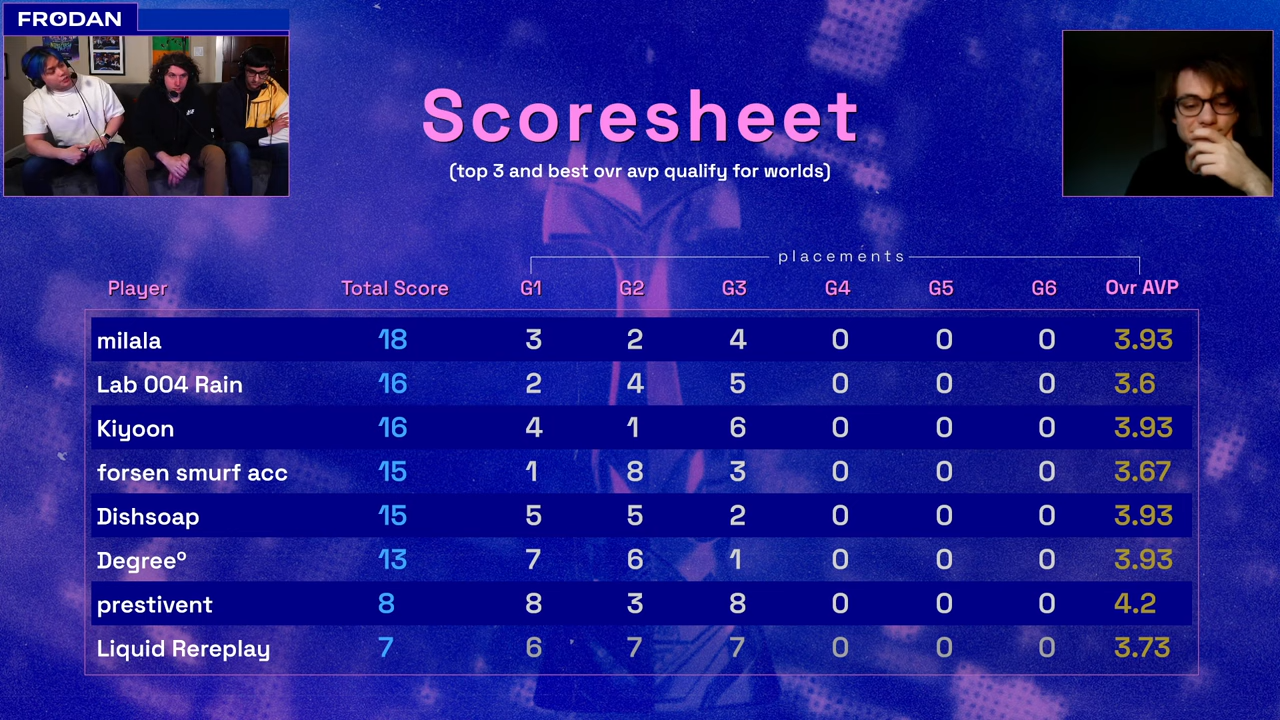 FRODAN
Scoresheet
(top 3 and best ovr avp qualify for worlds)
placements
Player Total Score G1 G2 G3 G4 G5 G6 Ovr AVP
milala 18 3 2 4 0 0 0 3.93
Lab 004 Rain 16 2 4 5 0 0 0 3.6
Kiyoon 16 4 1 6 0 0 0 3.93
forsen smurf acc 15 1 8 3 0 0 0 3.67
Dishsoap 15 5 5 2 0 0 0 3.93
Degreeº 13 7 6 1 0 0 0 3.93
prestivent 8 8 3 8 0 0 0 4.2
Liquid Rereplay 7 6 7 7 0 0 0 3.73